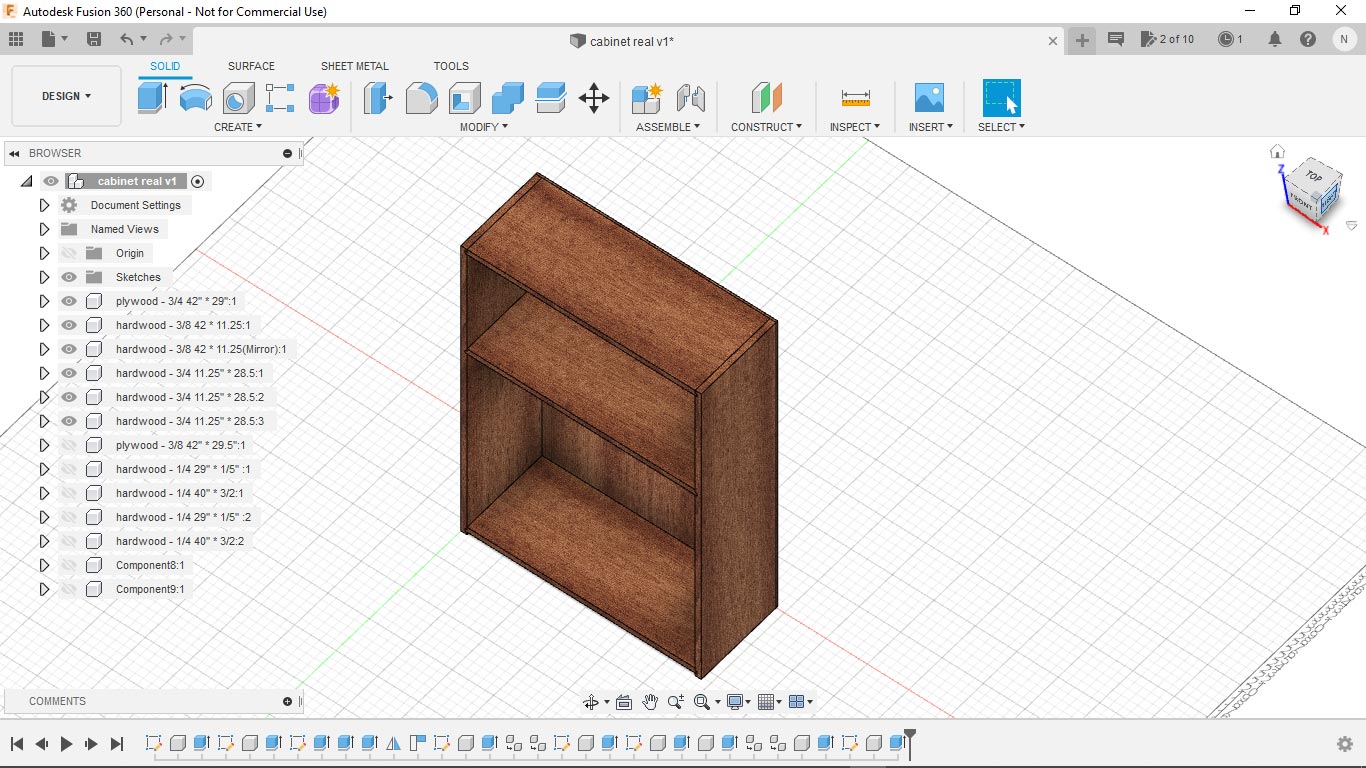 Autodesk Fusion 360 (Personal - Not for Commercial Use)
cabinet real v1*
2 of 10
1
N
SOLID
SURFACE
SHEET METAL
TOOLS
DESIGN
CREATE
MODIFY
ASSEMBLE
CONSTRUCT
INSPECT
INSERT
SELECT
BROWSER
cabinet real v1
Document Settings
Named Views
Origin
Sketches
plywood - 3/4 42" * 29":1
hardwood - 3/8 42 * 11.25:1
hardwood - 3/8 42 * 11.25(Mirror):1
hardwood - 3/4 11.25" * 28.5:1
hardwood - 3/4 11.25" * 28.5:2
hardwood - 3/4 11.25" * 28.5:3
plywood - 3/8 42" * 29.5":1
hardwood - 1/4 29" * 1/5" :1
hardwood - 1/4 40" * 3/2:1
hardwood - 1/4 29" * 1/5" :2
hardwood - 1/4 40" * 3/2:2
Component8:1
Component9:1
Z
TOP
FRONT
X
COMMENTS